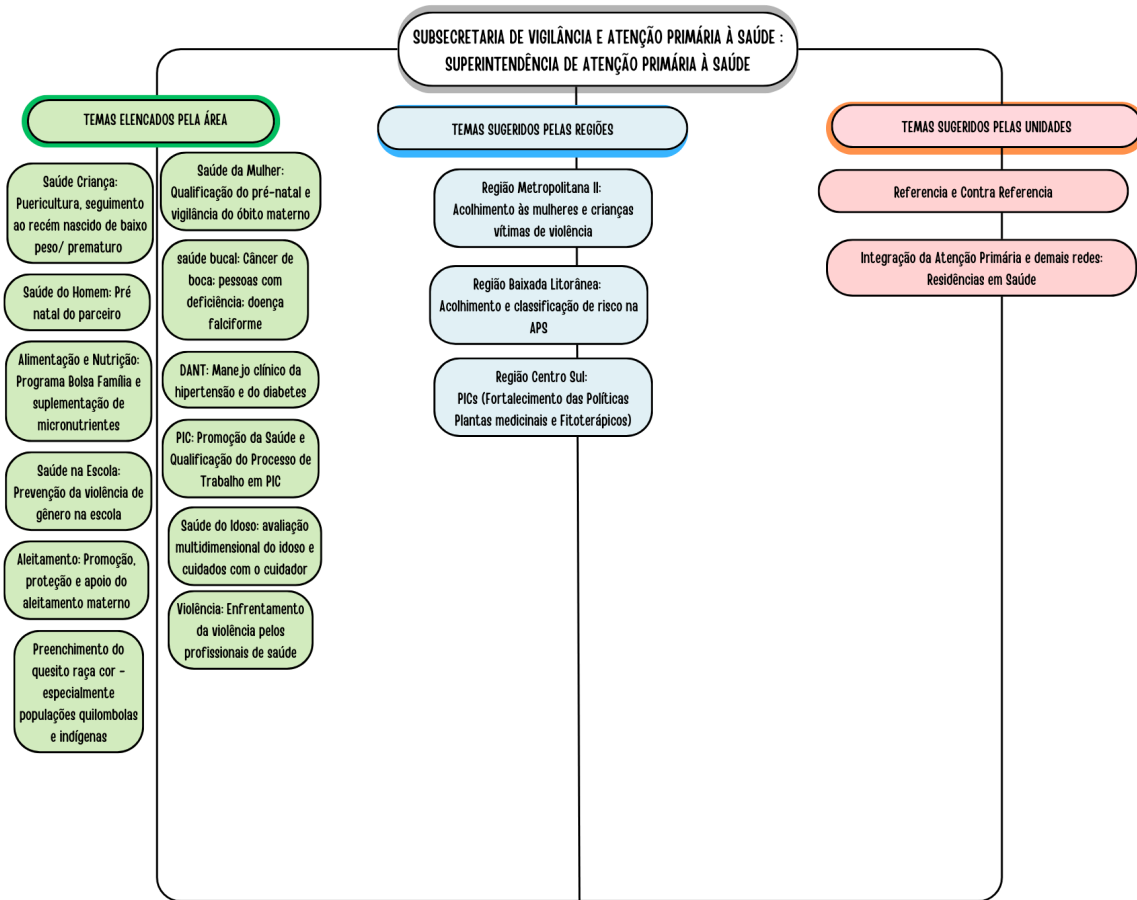 SUBSECRETARIA DE VIGILÂNCIA E ATENÇÃO PRIMÁRIA À SAÚDE :
SUPERINTENDÊNCIA DE ATENÇÃO PRIMÁRIA À SAÚDE
TEMAS ELENCADOS PELA ÁREA
Saúde Criança:
Puericultura, seguimento
ao recém nascido de baixo
peso/ prematuro
Saúde do Homem: Pré
natal do parceiro
Alimentação e Nutrição:
Programa Bolsa Família e
suplementação de
micronutrientes
Saúde na Escola:
Prevenção da violência de
gênero na escola
Aleitamento: Promoção,
proteção e apoio do
aleitamento materno
Preenchimento do
quesito raça cor -
especialmente
populações quilombolas
e indígenas
Saúde da Mulher:
Qualificação do pré-natal e
vigilância do óbito materno
saúde bucal: Câncer de
boca; pessoas com
deficiência; doença
falciforme
DANT: Manejo clínico da
hipertensão e do diabetes
PIC: Promoção da Saúde e
Qualificação do Processo de
Trabalho em PIC
Saúde do Idoso: avaliação
multidimensional do idoso e
cuidados com o cuidador
Violência: Enfrentamento
da violência pelos
profissionais de saúde
TEMAS SUGERIDOS PELAS REGIÕES
Região Metropolitana II:
Acolhimento às mulheres e crianças
vítimas de violência
Região Baixada Litorânea:
Acolhimento e classificação de risco na
APS
Região Centro Sul:
PICs (Fortalecimento das Políticas
Plantas medicinais e Fitoterápicos)
TEMAS SUGERIDOS PELAS UNIDADES
Referencia e Contra Referencia
Integração da Atenção Primária e demais redes:
Residências em Saúde